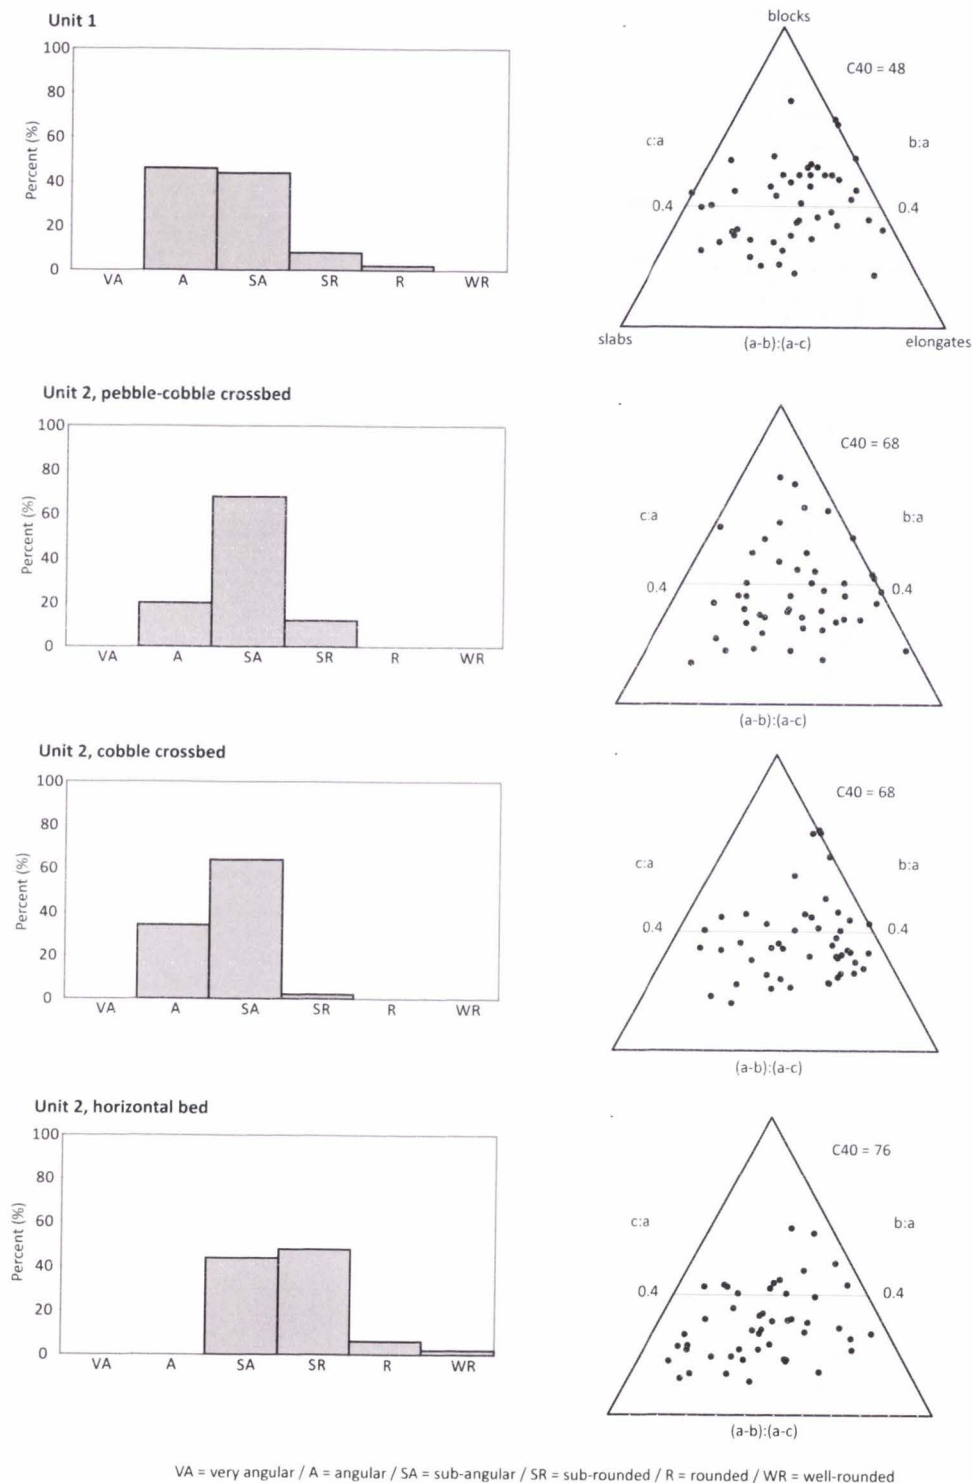 Unit 1
100
80
60
40
20
0
Percent (%)
VA A SA SR R WR
blocks
C40 = 48
c:a
b:a
0.4
0.4
slabs
(a-b):(a-c)
elongates
Unit 2, pebble-cobble crossbed
100
80
60
40
20
0
Percent (%)
VA A SA SR R WR
C40 = 68
c:a
b:a
0.4
0.4
(a-b):(a-c)
Unit 2, cobble crossbed
100
80
60
40
20
0
Percent (%)
VA A SA SR R WR
C40 = 68
c:a
b:a
0.4
0.4
(a-b):(a-c)
Unit 2, horizontal bed
100
80
60
40
20
0
Percent (%)
VA A SA SR R WR
C40 = 76
c:a
b:a
0.4
0.4
(a-b):(a-c)
VA = very angular / A = angular / SA = sub-angular / SR = sub-rounded / R = rounded / WR = well-rounded